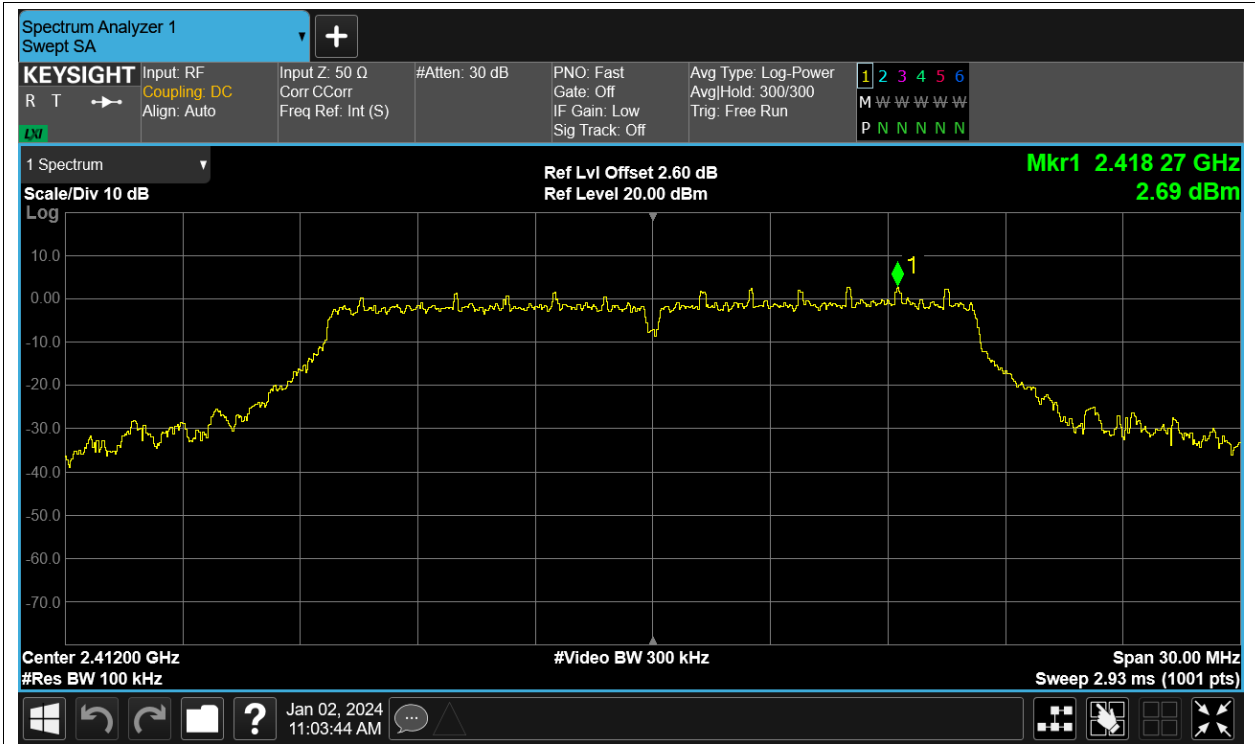 Spectrum Analyzer 1
Swept SA
KEYSIGHT
R T
LXI
Input: RF
Coupling: DC
Align: Auto
Input Z: 50 Ω
Corr CCorr
Freq Ref: Int (S)
#Atten: 30 dB
PNO: Fast
Gate: Off
IF Gain: Low
Sig Track: Off
Avg Type: Log-Power
Avg|Hold: 300/300
Trig: Free Run
1 2 3 4 5 6
M W W W W W
P N N N N N
1 Spectrum
Scale/Div 10 dB
Ref Lvl Offset 2.60 dB
Ref Level 20.00 dBm
Mkr1 2.418 27 GHz
2.69 dBm
Log
10.0
0.00
-10.0
-20.0
-30.0
-40.0
-50.0
-60.0
-70.0
1
Center 2.41200 GHz
#Res BW 100 kHz
#Video BW 300 kHz
Span 30.00 MHz
Sweep 2.93 ms (1001 pts)
?
Jan 02, 2024
11:03:44 AM